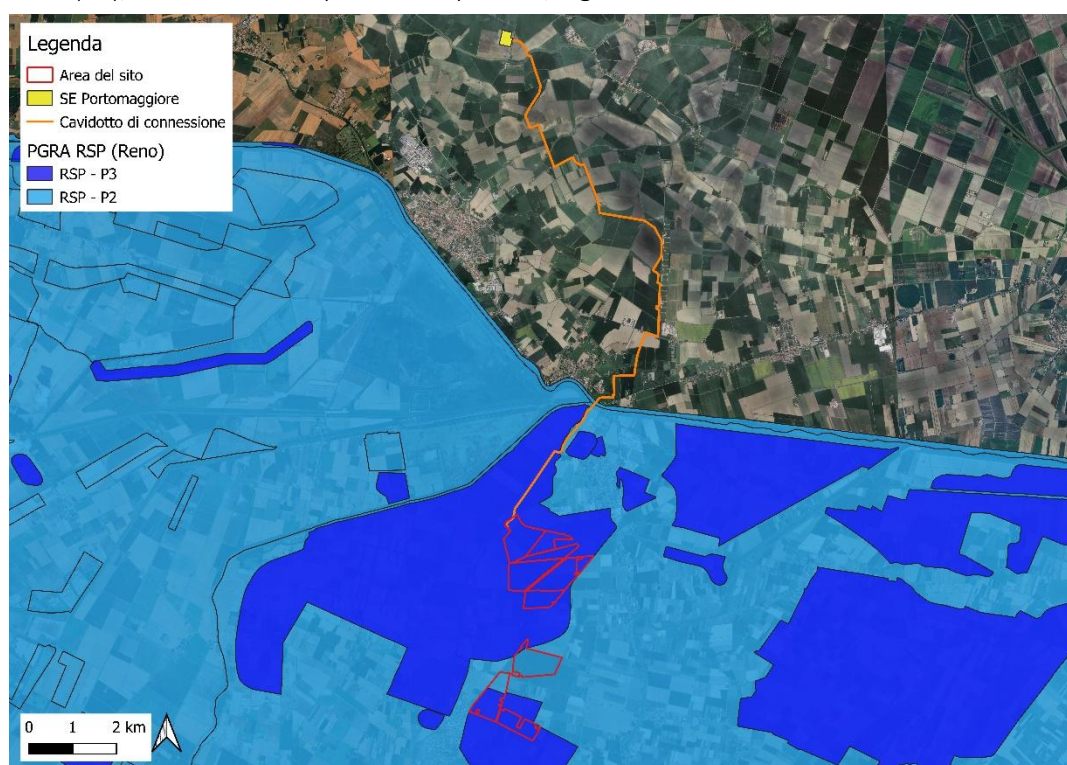 Legenda
Area del sito
SE Portomaggiore
Cavidotto di connessione
PGRA RSP (Reno)
RSP - P3
RSP - P2
0 1 2 km